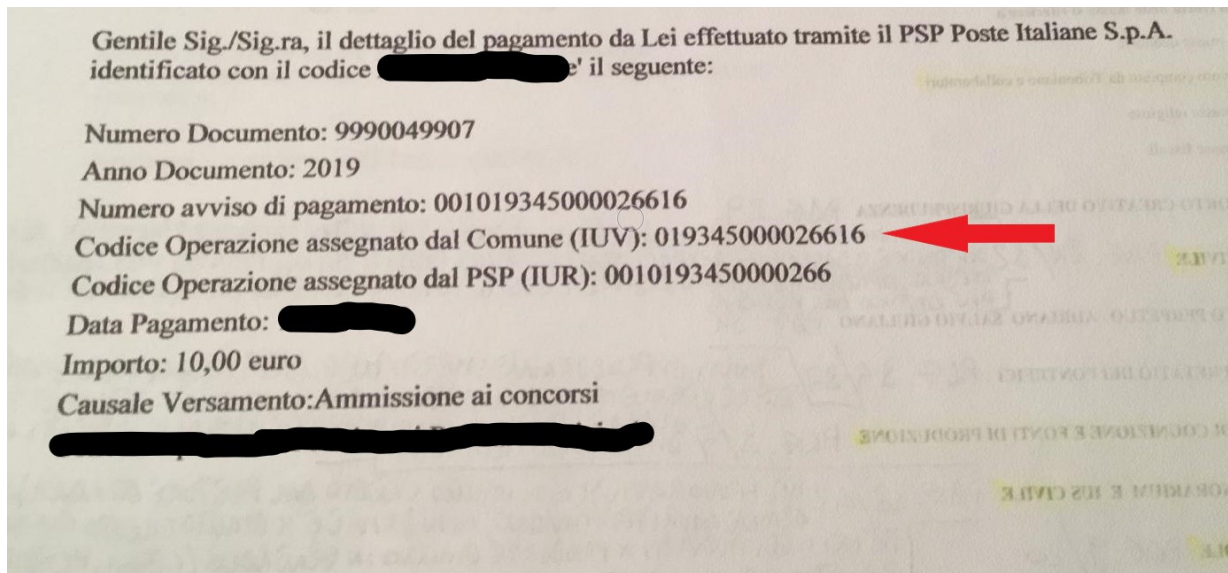 Gentile Sig./Sig.ra, il dettaglio del pagamento da Lei effettuato tramite il PSP Poste Italiane S.p.A.
identificato con il codice e' il seguente:
Numero Documento: 9990049907
Anno Documento: 2019
Numero avviso di pagamento: 001019345000026616
Codice Operazione assegnato dal Comune (IUV): 019345000026616
Codice Operazione assegnato dal PSP (IUR): 0010193450000266
Data Pagamento:
Importo: 10,00 euro
Causale Versamento:Ammissione ai concorsi